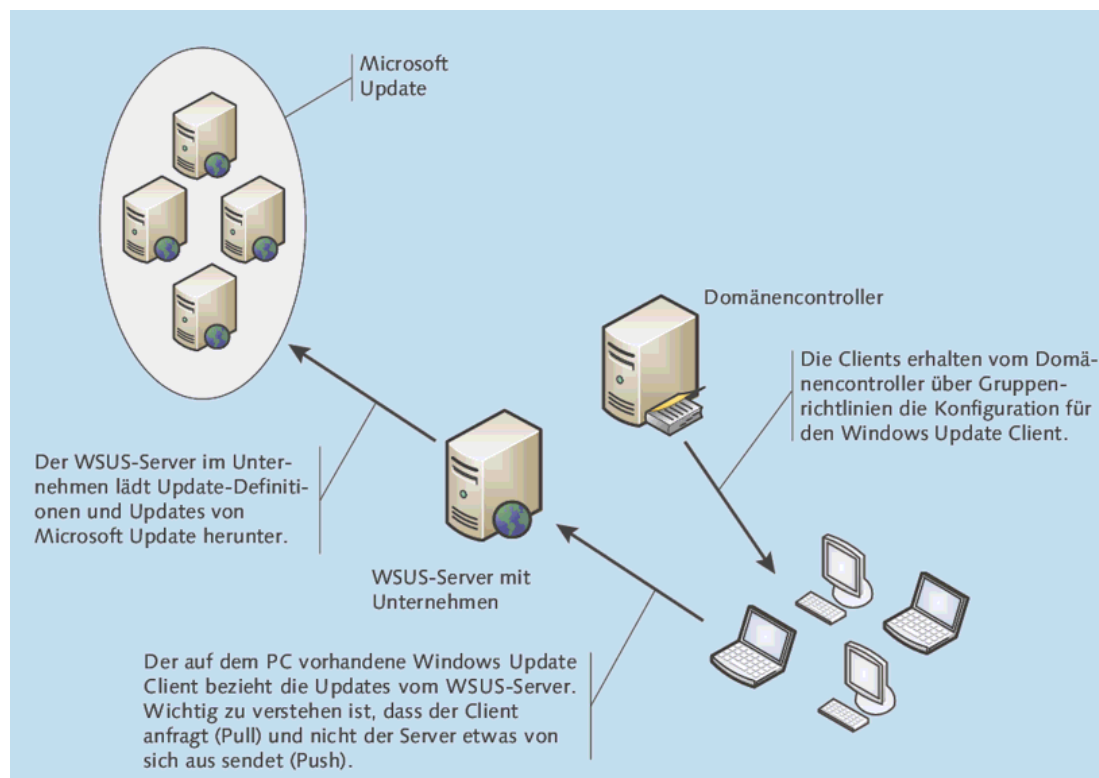 Microsoft
Update
Domänencontroller
Die Clients erhalten vom Domä-
nencontroller über Gruppen-
richtlinien die Konfiguration für
den Windows Update Client.
Der WSUS-Server im Unter-
nehmen lädt Update-Definiti-
onen und Updates von
Microsoft Update herunter.
WSUS-Server mit
Unternehmen
Der auf dem PC vorhandene Windows Update
Client bezieht die Updates vom WSUS-Server.
Wichtig zu verstehen ist, dass der Client
anfragt (Pull) und nicht der Server etwas von
sich aus sendet (Push).